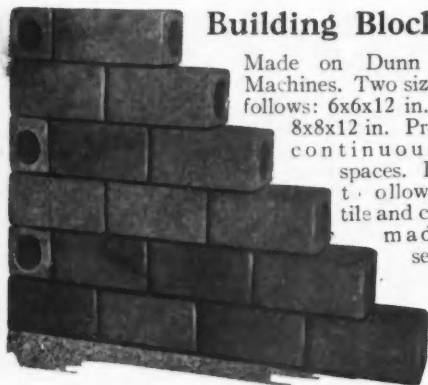 Building Block
Made on Dunn
Machines. Two siz
follows: 6x6x12 in.
8x8x12 in. Pr
continuou
spaces.
ollow
tile and c
mad
se